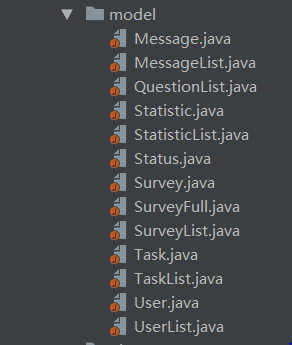 model
Message.java
MessageList.java
QuestionList.java
Statistic.java
StatisticList.java
Status.java
Survey.java
SurveyFull.java
SurveyList.java
Task.java
TaskList.java
User.java
UserList.java